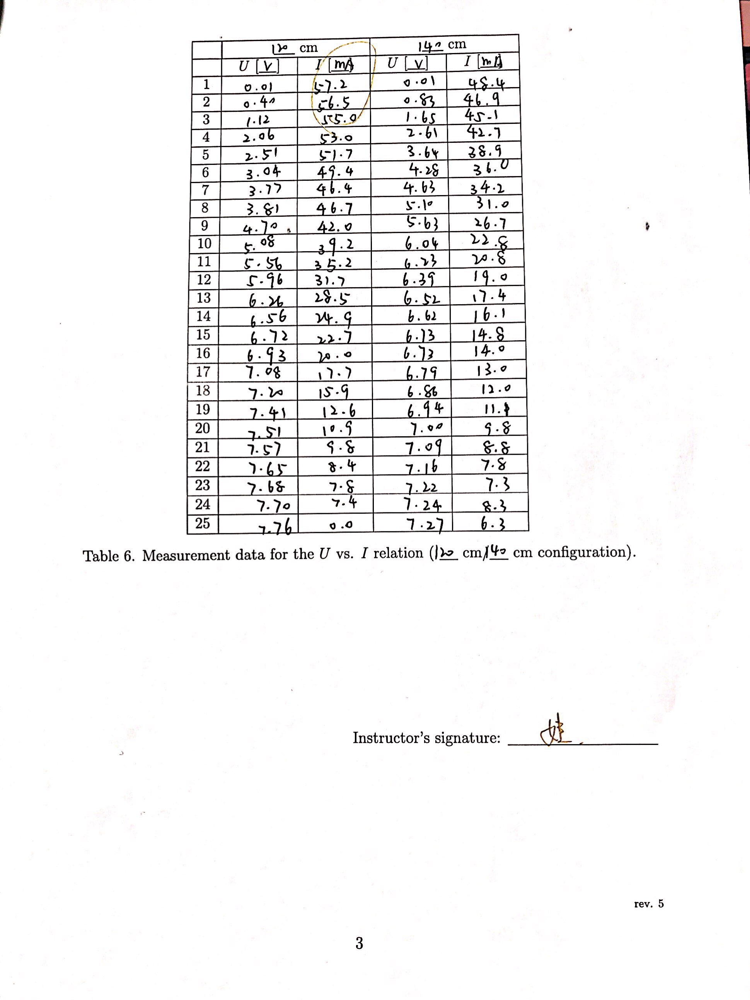 120 cm 140 cm
U [V] I [mA] U [V] I [mA]
1 0.01 57.2 0.01 48.4
2 0.40 56.5 0.83 46.9
3 1.12 55.0 1.65 45.1
4 2.06 53.0 2.61 42.7
5 2.51 51.7 3.64 38.9
6 3.04 49.4 4.28 36.0
7 3.77 46.4 4.63 34.2
8 3.81 46.7 5.10 31.0
9 4.70 42.0 5.63 26.7
10 5.08 39.2 6.04 22.8
11 5.56 35.2 6.23 20.8
12 5.96 31.7 6.39 19.0
13 6.26 28.5 6.52 17.4
14 6.56 24.9 6.62 16.1
15 6.72 22.7 6.73 14.8
16 6.93 20.0 6.73 14.0
17 7.08 17.7 6.79 13.0
18 7.20 15.9 6.86 12.0
19 7.41 12.6 6.94 11.1
20 7.51 10.9 7.00 9.8
21 7.57 9.8 7.09 8.8
22 7.65 8.4 7.16 7.8
23 7.68 7.8 7.22 7.3
24 7.70 7.4 7.24 8.3
25 7.76 0.0 7.27 6.3
Table 6. Measurement data for the U vs. I relation (120 cm/140 cm configuration).
Instructor's signature:
rev. 5
3